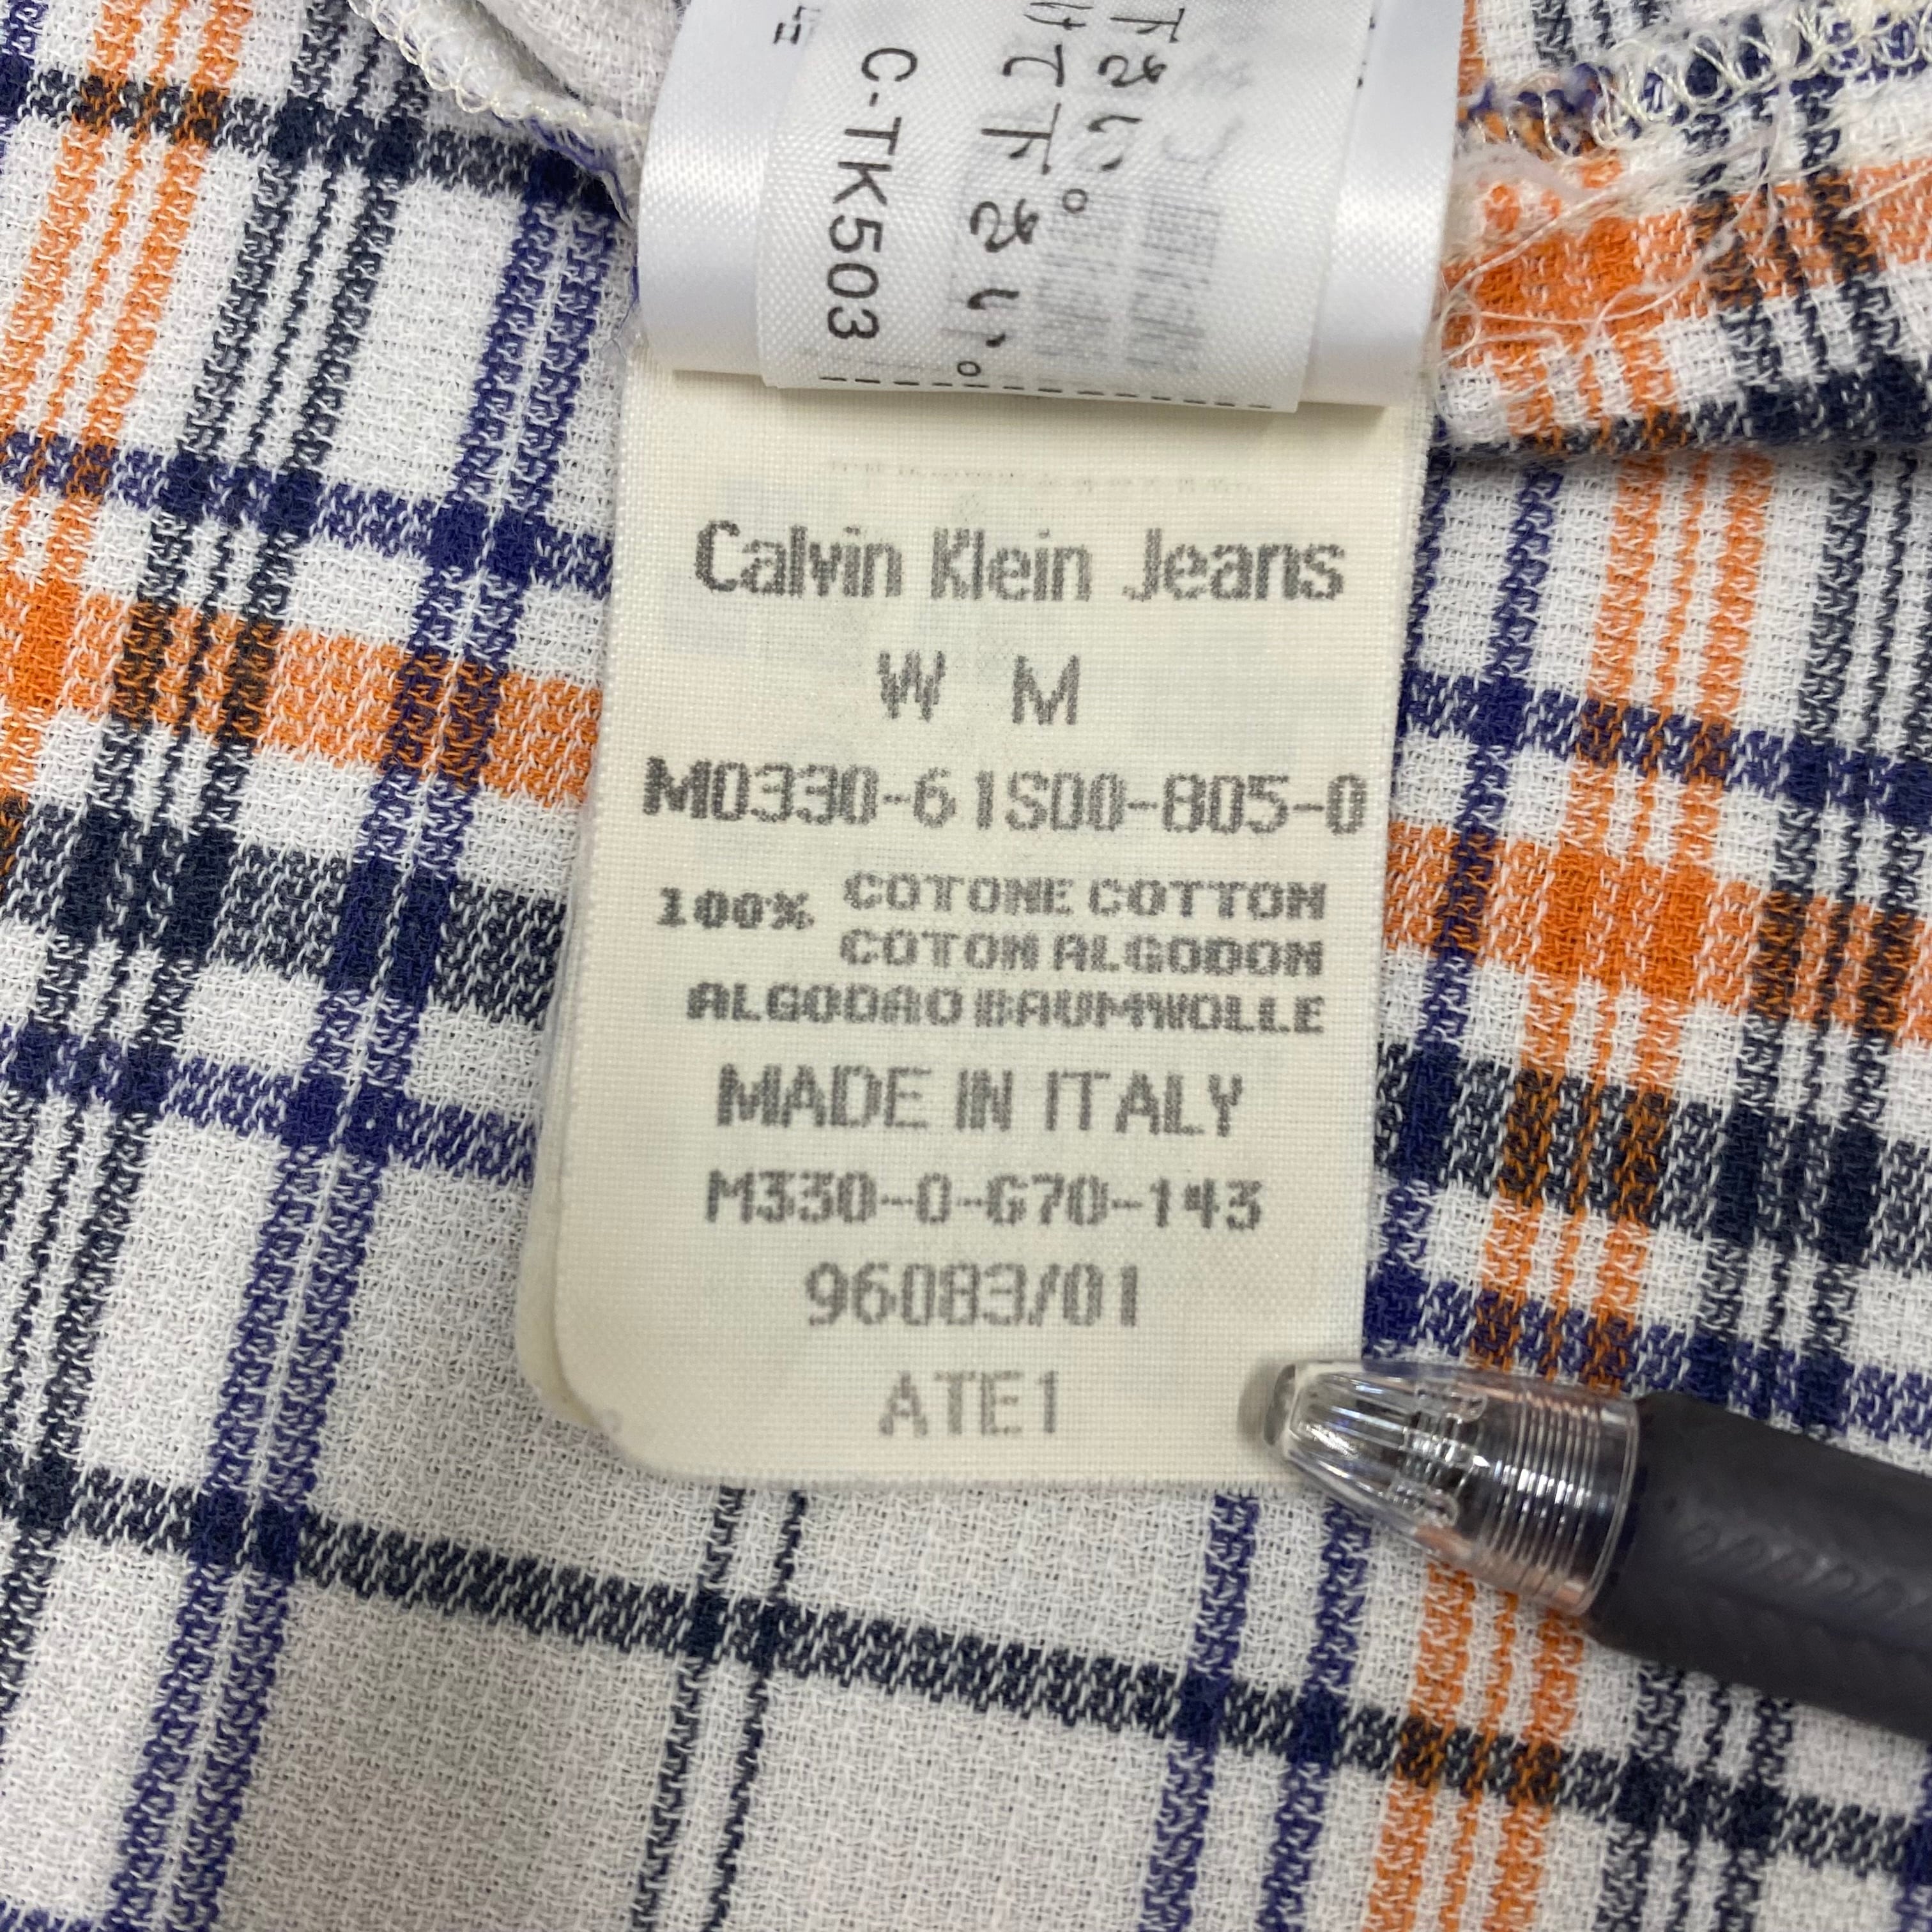 C-TK503
Calvin Klein Jeans
W M
M0330-61S00-805-0
100% COTONE COTTON
COTON ALGODON
ALGODAO BAUMWOLLE
MADE IN ITALY
M330-0-G70-143
96083/01
ATE1